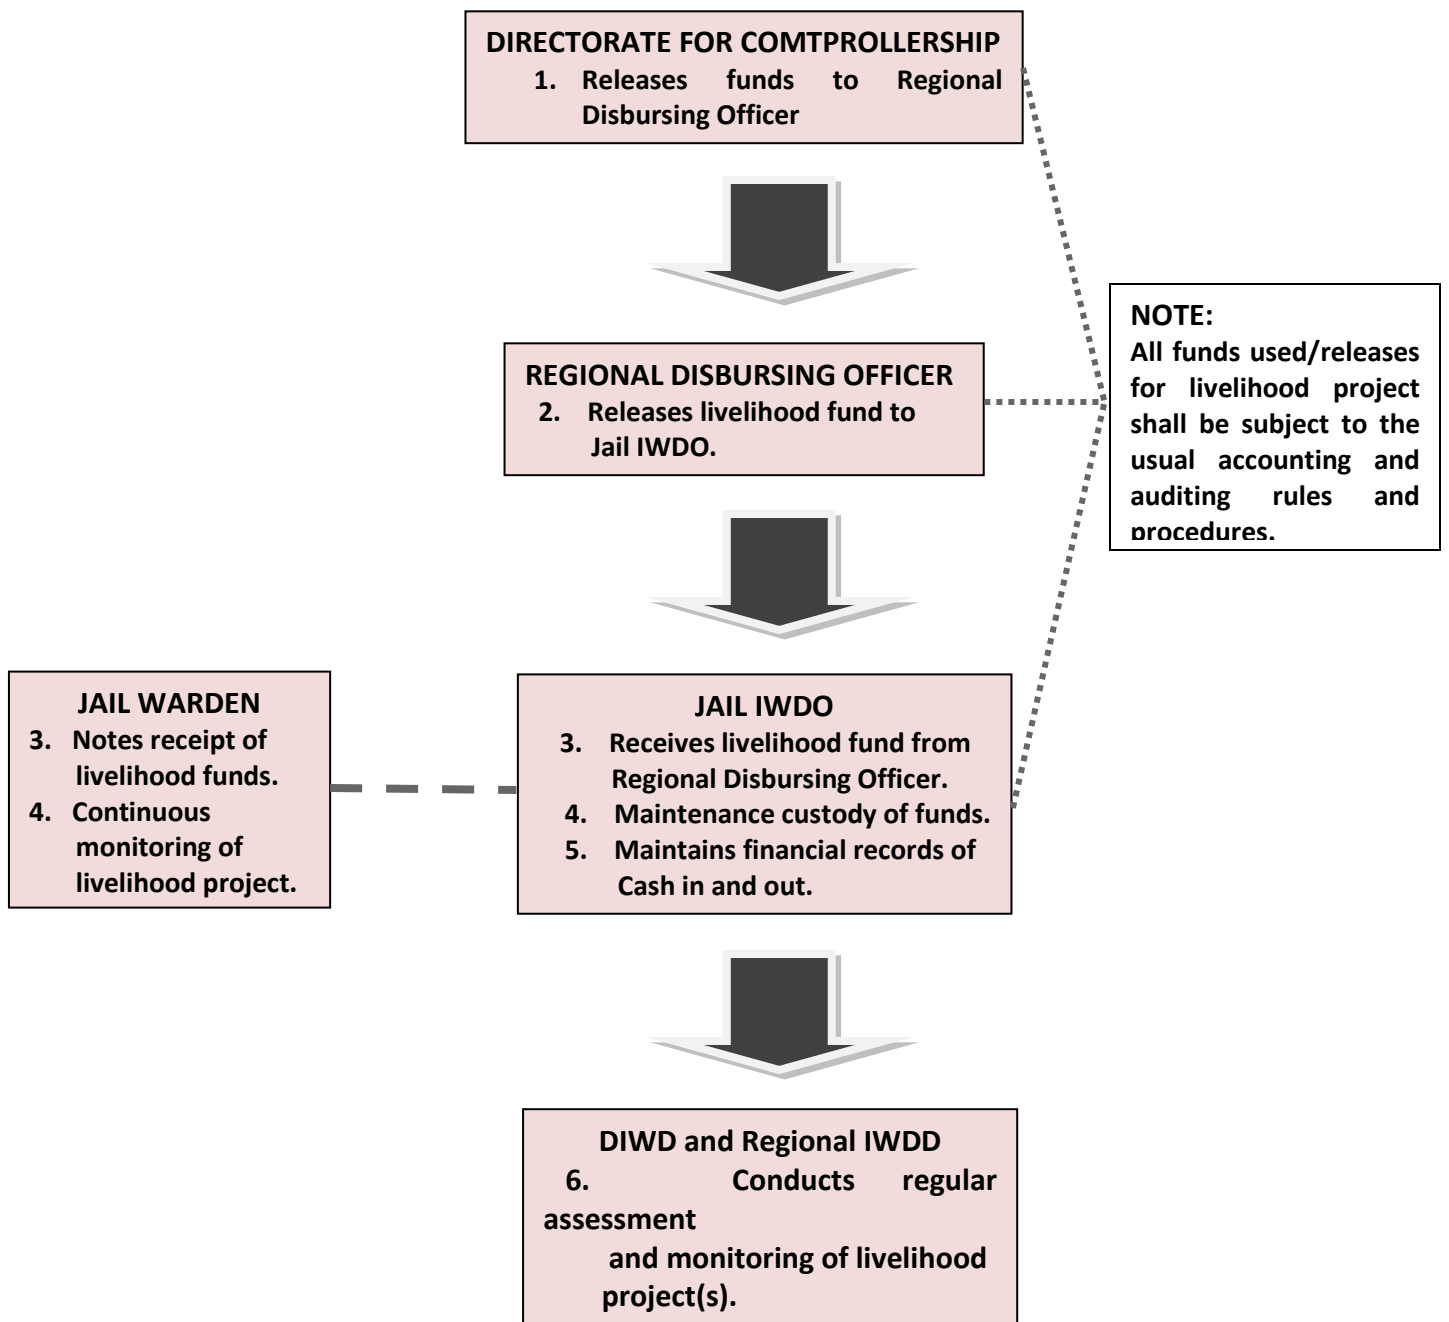 DIRECTORATE FOR COMTPROLLERSHIP
1. Releases funds to Regional
Disbursing Officer
REGIONAL DISBURSING OFFICER
2. Releases livelihood fund to
Jail IWDO.
NOTE:
All funds used/releases
for livelihood project
shall be subject to the
usual accounting and
auditing rules and
procedures.
JAIL WARDEN
3. Notes receipt of
livelihood funds.
4. Continuous
monitoring of
livelihood project.
JAIL IWDO
3. Receives livelihood fund from
Regional Disbursing Officer.
4. Maintenance custody of funds.
5. Maintains financial records of
Cash in and out.
DIWD and Regional IWDD
6. Conducts regular
assessment
and monitoring of livelihood
project(s).